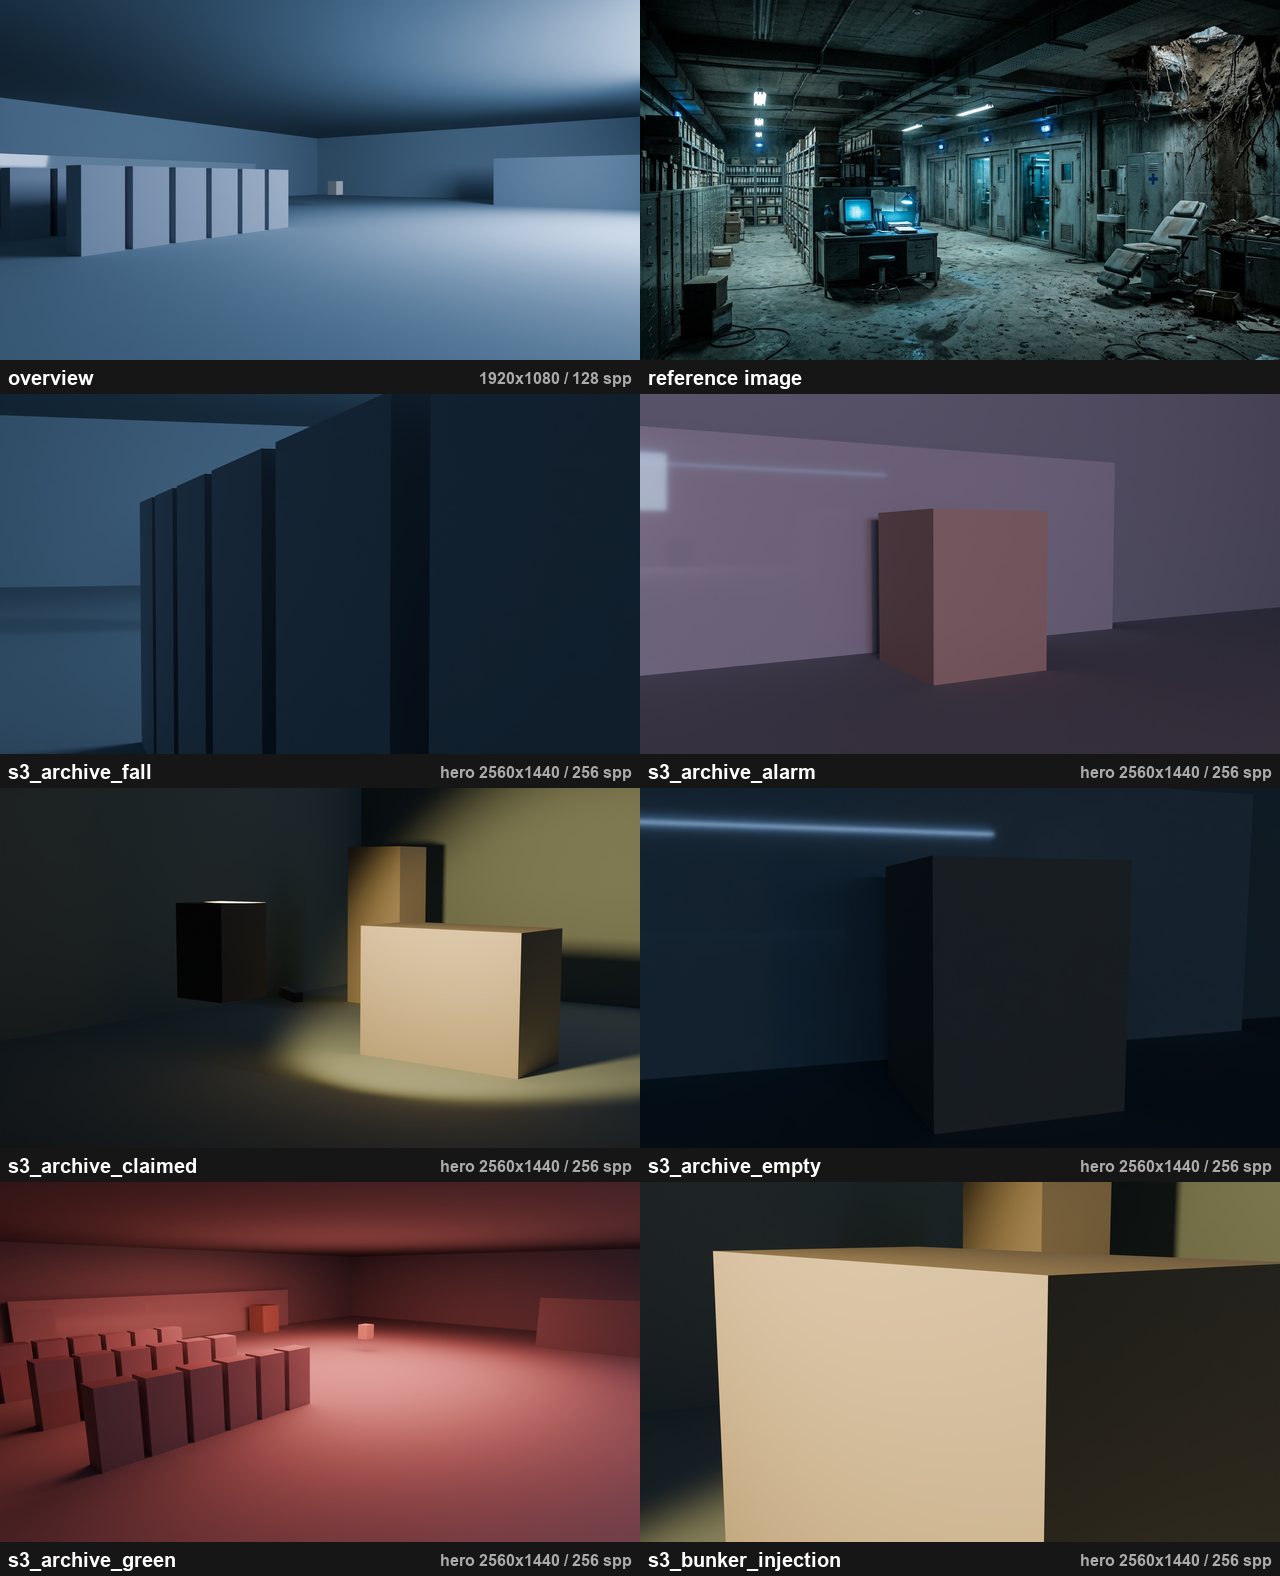 overview 1920x1080 / 128 spp
reference image
s3_archive_fall hero 2560x1440 / 256 spp
s3_archive_alarm hero 2560x1440 / 256 spp
s3_archive_claimed hero 2560x1440 / 256 spp
s3_archive_empty hero 2560x1440 / 256 spp
s3_archive_green hero 2560x1440 / 256 spp
s3_bunker_injection hero 2560x1440 / 256 spp